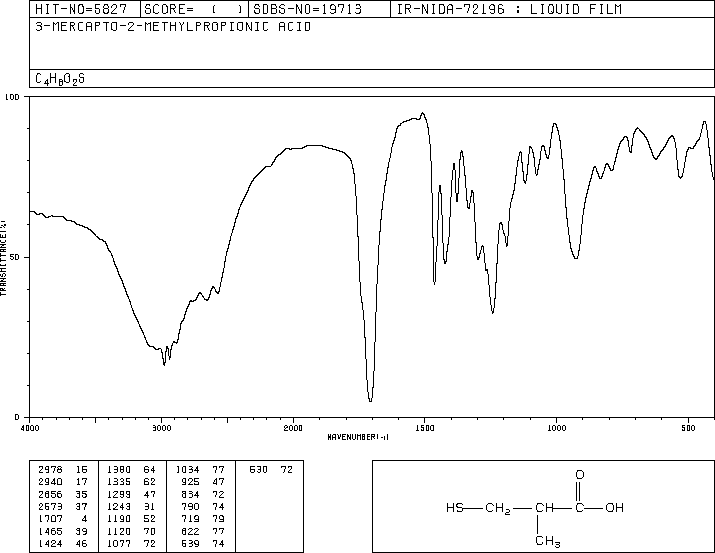 HIT-NO=5827 SCORE= ( ) SDBS-NO=19713 IR-NIDA-72196 : LIQUID FILM
3-MERCAPTO-2-METHYLPROPIONIC ACID
C4H8O2S
100
50
0
TRANSMITTANCE(%)
4000 3000 2000 1500 1000 500
WAVENUMBER(-1)
2978 16 1380 64 1034 77 530 72
2940 17 1335 62 925 47
2656 35 1299 47 834 72
2573 37 1243 31 790 74
1707 4 1190 52 719 79
1465 39 1120 70 622 77
1424 46 1077 72 539 74
O
HS CH2 CH C OH
CH3